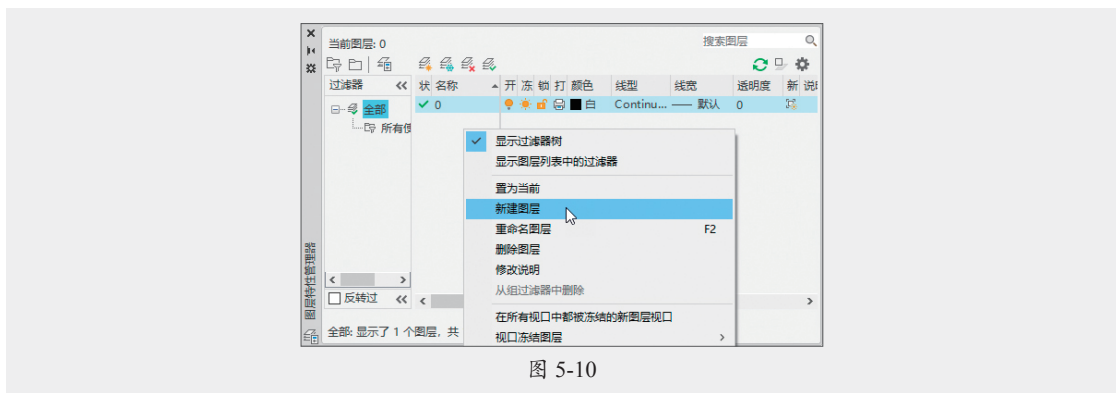 当前图层: 0
搜索图层
过滤器
状 名称 开 冻 锁 打 颜色 线型 线宽 透明度 新 说
全部
0 白 Continu... 默认 0
所有使
显示过滤器树
显示图层列表中的过滤器
置为当前
新建图层
重命名图层 F2
删除图层
修改说明
从组过滤器中删除
在所有视口中都被冻结的新图层视口
视口冻结图层
反转过
全部: 显示了 1 个图层, 共
图层特性管理器
图 5-10